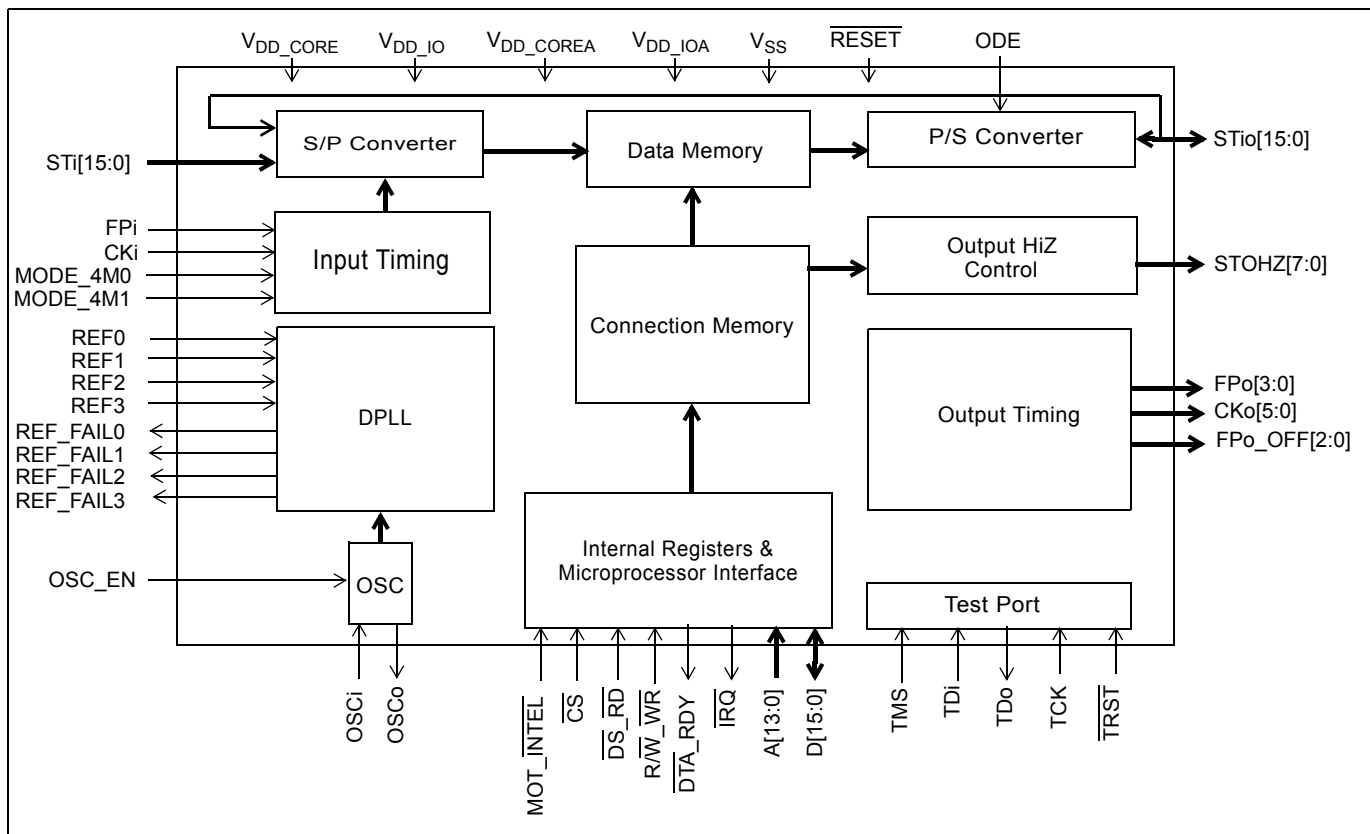 VDD_CORE
VDD_IO
VDD_COREA
VDD_IOA
VSS
RESET
ODE
S/P Converter
Data Memory
P/S Converter
STi[15:0]
STio[15:0]
FPi
CKi
MODE_4M0
MODE_4M1
Input Timing
Output HiZ
Control
STOHZ[7:0]
Connection Memory
REF0
REF1
REF2
REF3
REF_FAIL0
REF_FAIL1
REF_FAIL2
REF_FAIL3
DPLL
Output Timing
FPo[3:0]
CKo[5:0]
FPo_OFF[2:0]
Internal Registers &
Microprocessor Interface
OSC_EN
OSC
Test Port
OSCi
OSCo
MOT_INTEL
CS
DS_RD
R/W_WR
DTA_RDY
IRQ
A[13:0]
D[15:0]
TMS
TDi
TDo
TCK
TRST